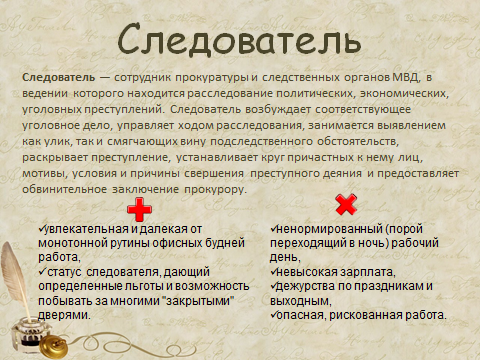 Следователь
Следователь — сотрудник прокуратуры и следственных органов МВД, в
ведении которого находится расследование политических, экономических,
уголовных преступлений. Следователь возбуждает соответствующее
уголовное дело, управляет ходом расследования, занимается выявлением
как улик, так и смягчающих вину подследственного обстоятельств,
раскрывает преступление, устанавливает круг причастных к нему лиц,
мотивы, условия и причины свершения преступного деяния и предоставляет
обвинительное заключение прокурору.
✓увлекательная и далекая от
монотонной рутины офисных будней
работа,
✓статус следователя, дающий
определенные льготы и возможность
побывать за многими "закрытыми"
дверями.
✓ненормированный (порой
переходящий в ночь) рабочий
день,
✓невысокая зарплата,
✓дежурства по праздникам и
выходным,
✓опасная, рискованная работа.